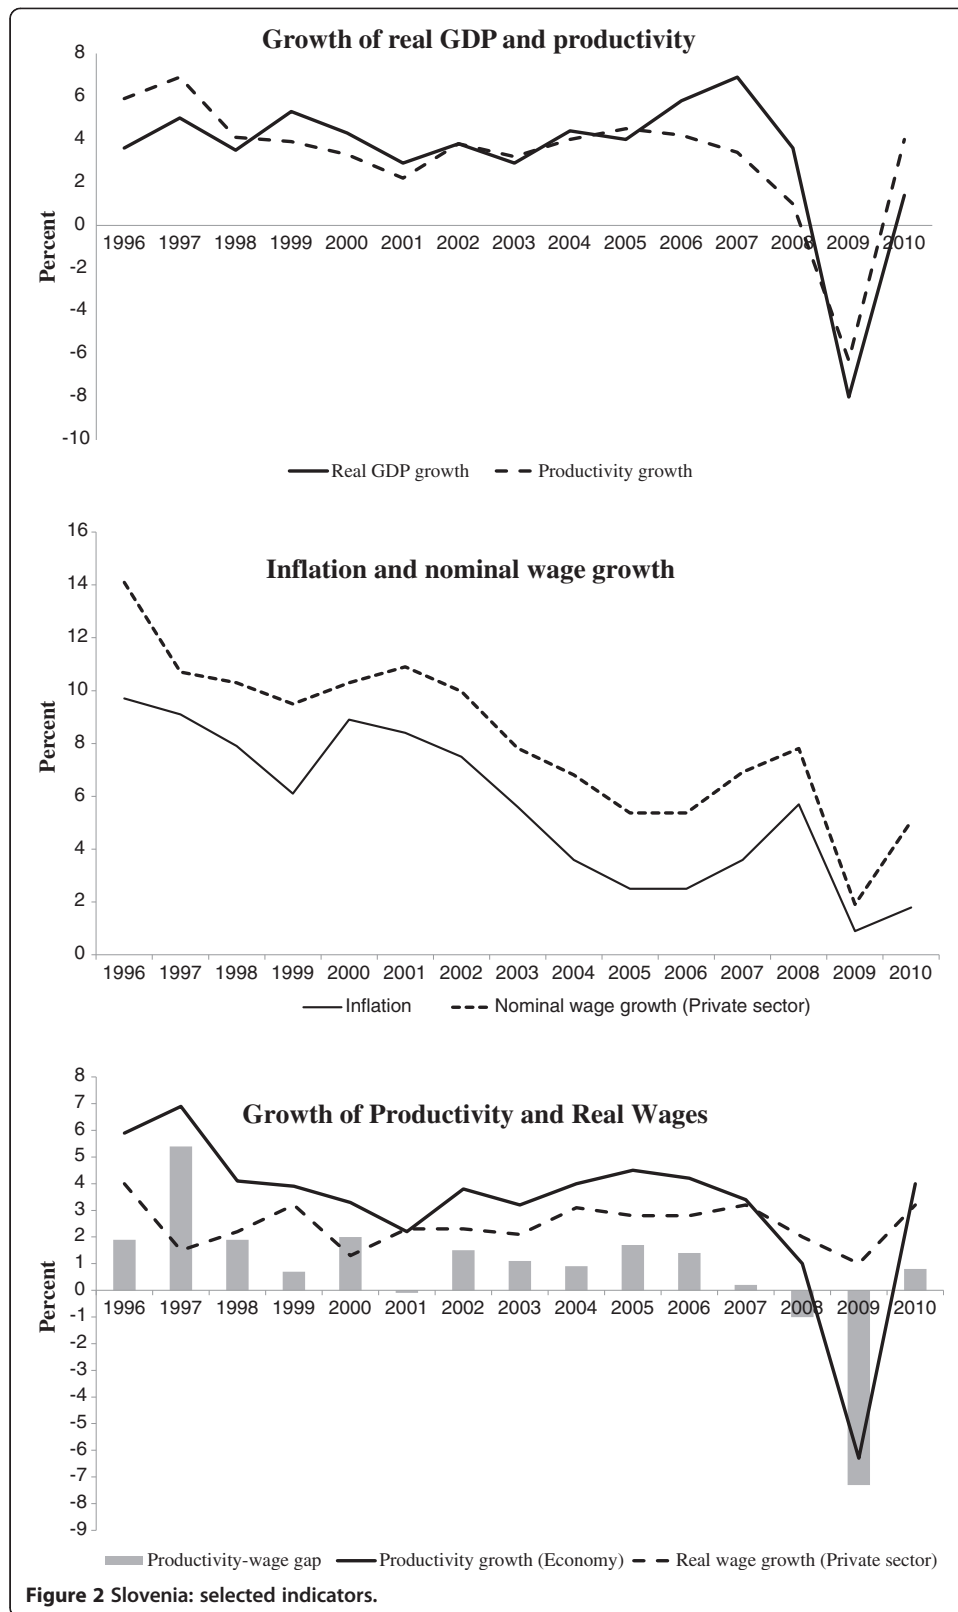 Growth of real GDP and productivity
8
6
4
2
0
-2
-4
-6
-8
-10
Percent
1996 1997 1998 1999 2000 2001 2002 2003 2004 2005 2006 2007 2008 2009 2010
Real GDP growth Productivity growth
Inflation and nominal wage growth
16
14
12
10
8
6
4
2
0
Percent
1996 1997 1998 1999 2000 2001 2002 2003 2004 2005 2006 2007 2008 2009 2010
Inflation Nominal wage growth (Private sector)
Growth of Productivity and Real Wages
8
7
6
5
4
3
2
1
0
-1
-2
-3
-4
-5
-6
-7
-8
-9
Percent
1996 1997 1998 1999 2000 2001 2002 2003 2004 2005 2006 2007 2008 2009 2010
Productivity-wage gap Productivity growth (Economy) Real wage growth (Private sector)
Figure 2 Slovenia: selected indicators.